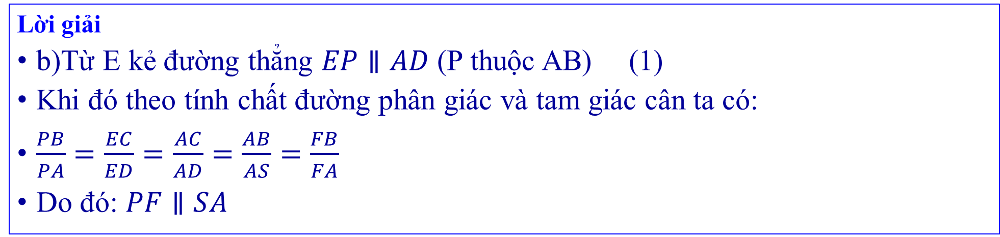 Lời giải
• b)Từ E kẻ đường thẳng EP ∥ AD (P thuộc AB) (1)
• Khi đó theo tính chất đường phân giác và tam giác cân ta có:
• PB/PA = EC/ED = AC/AD = AB/AS = FB/FA
• Do đó: PF ∥ SA